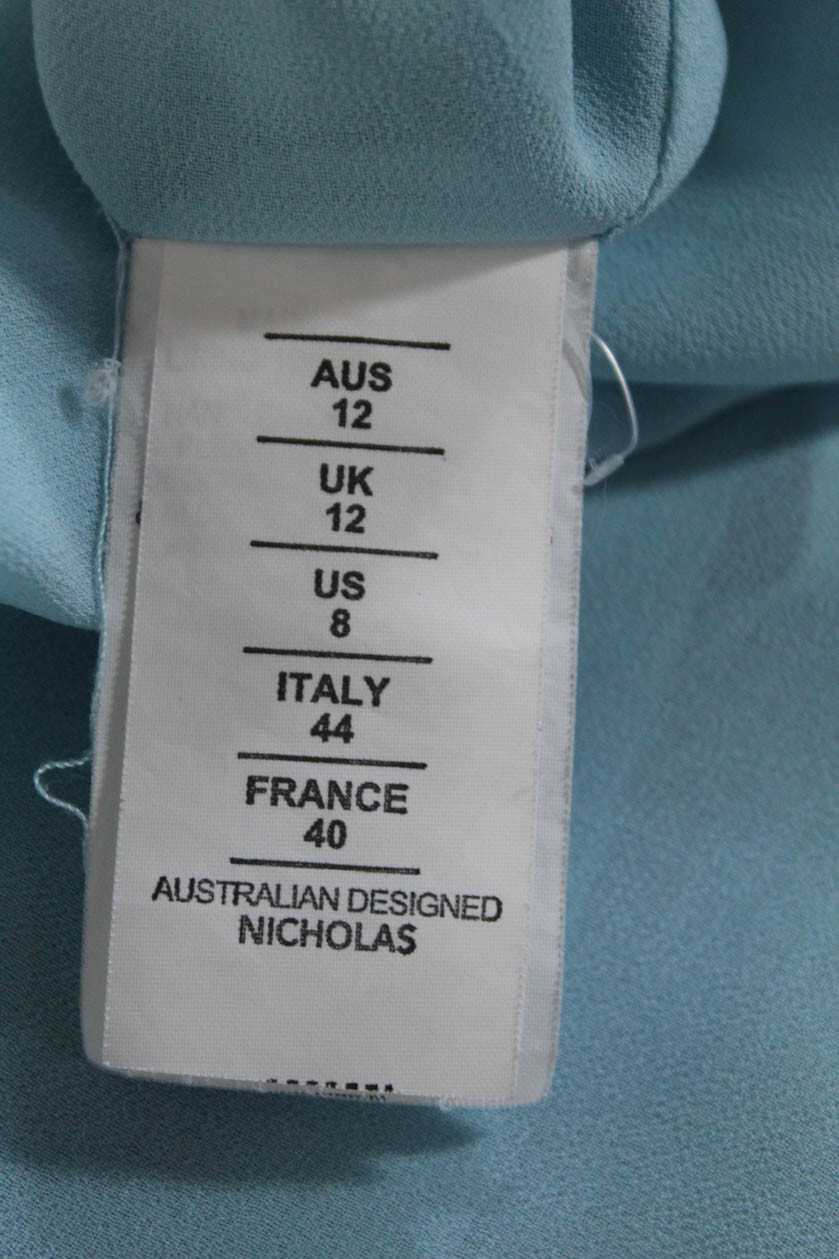 AUS
12
UK
12
US
8
ITALY
44
FRANCE
40
AUSTRALIAN DESIGNED
NICHOLAS